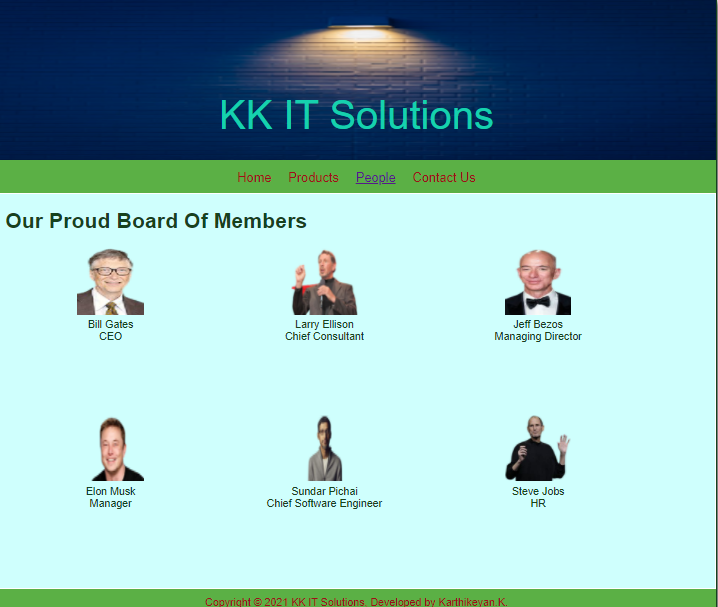 KK IT Solutions
Home Products People Contact Us
Our Proud Board Of Members
Bill Gates
CEO
Larry Ellison
Chief Consultant
Jeff Bezos
Managing Director
Elon Musk
Manager
Sundar Pichai
Chief Software Engineer
Steve Jobs
HR
Copyright © 2021 KK IT Solutions. Developed by Karthikeyan.K.